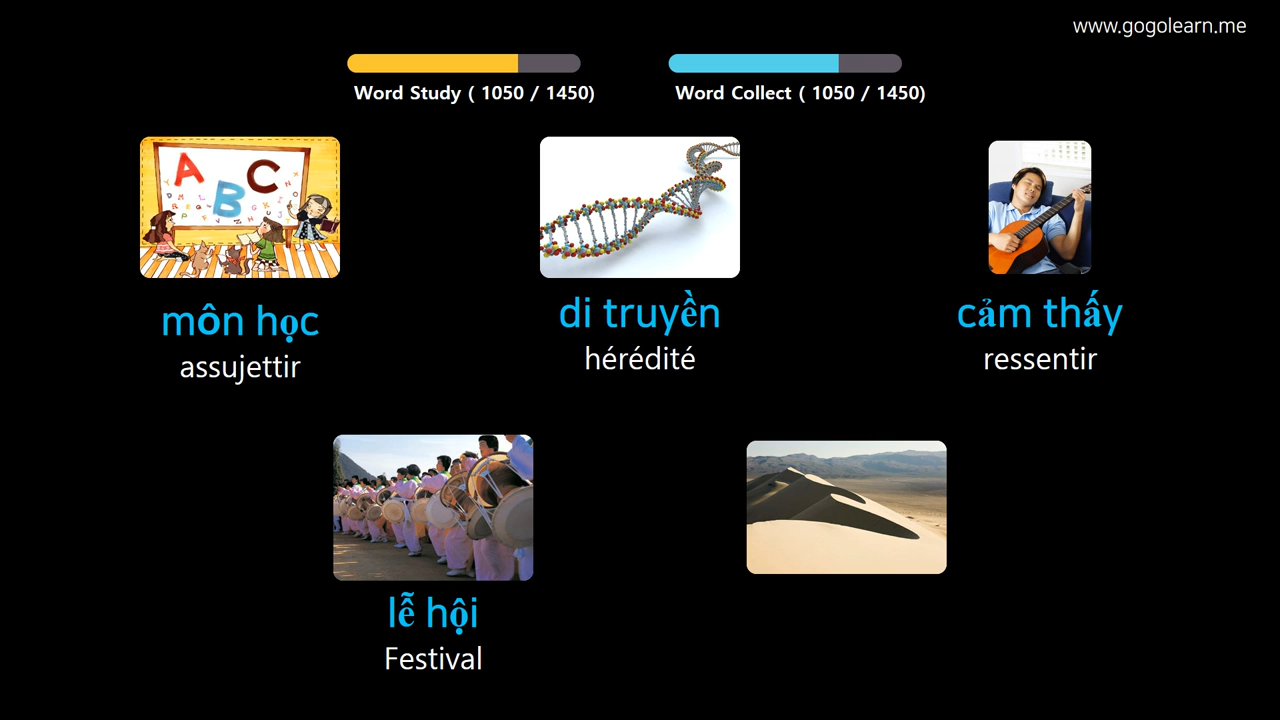 www.gogolearn.me
Word Study ( 1050 / 1450)
Word Collect ( 1050 / 1450)
A
B
C
môn học
assujettir
di truyền
hérédité
cảm thấy
ressentir
lễ hội
Festival